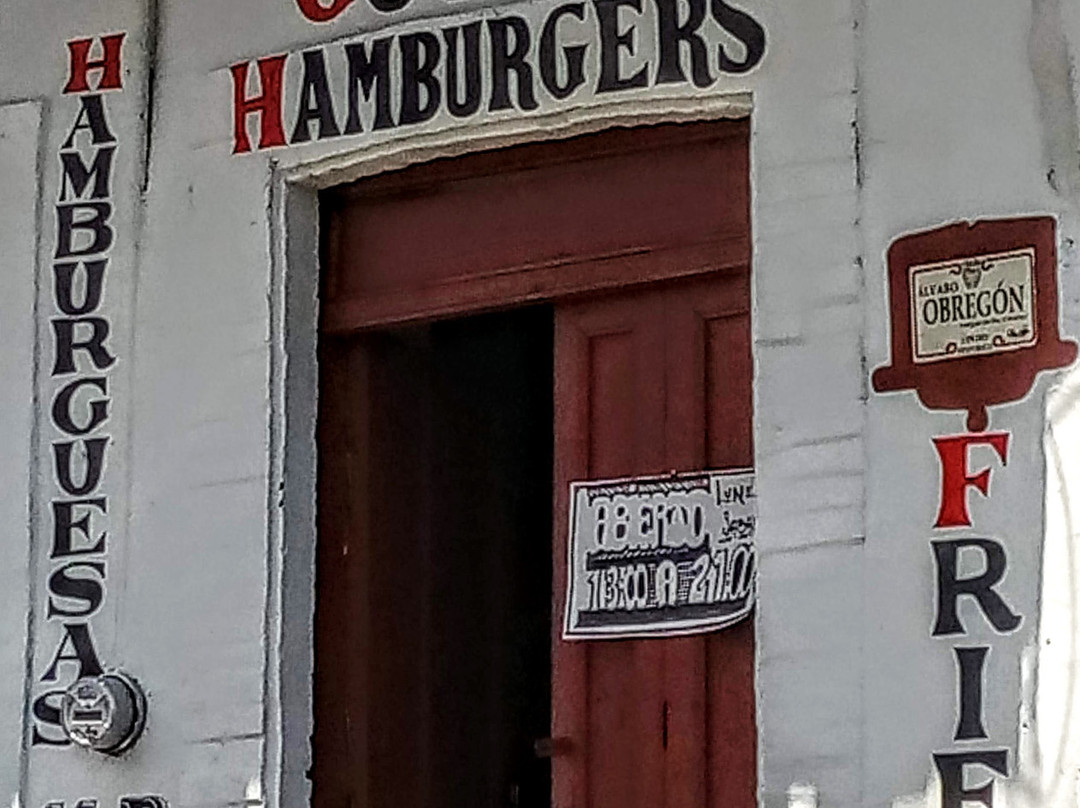 HAMBURGERS
HAMBURGUESAS
ÁLVARO
OBREGÓN
ABIERTO
13:00 A 21:00
FRIE